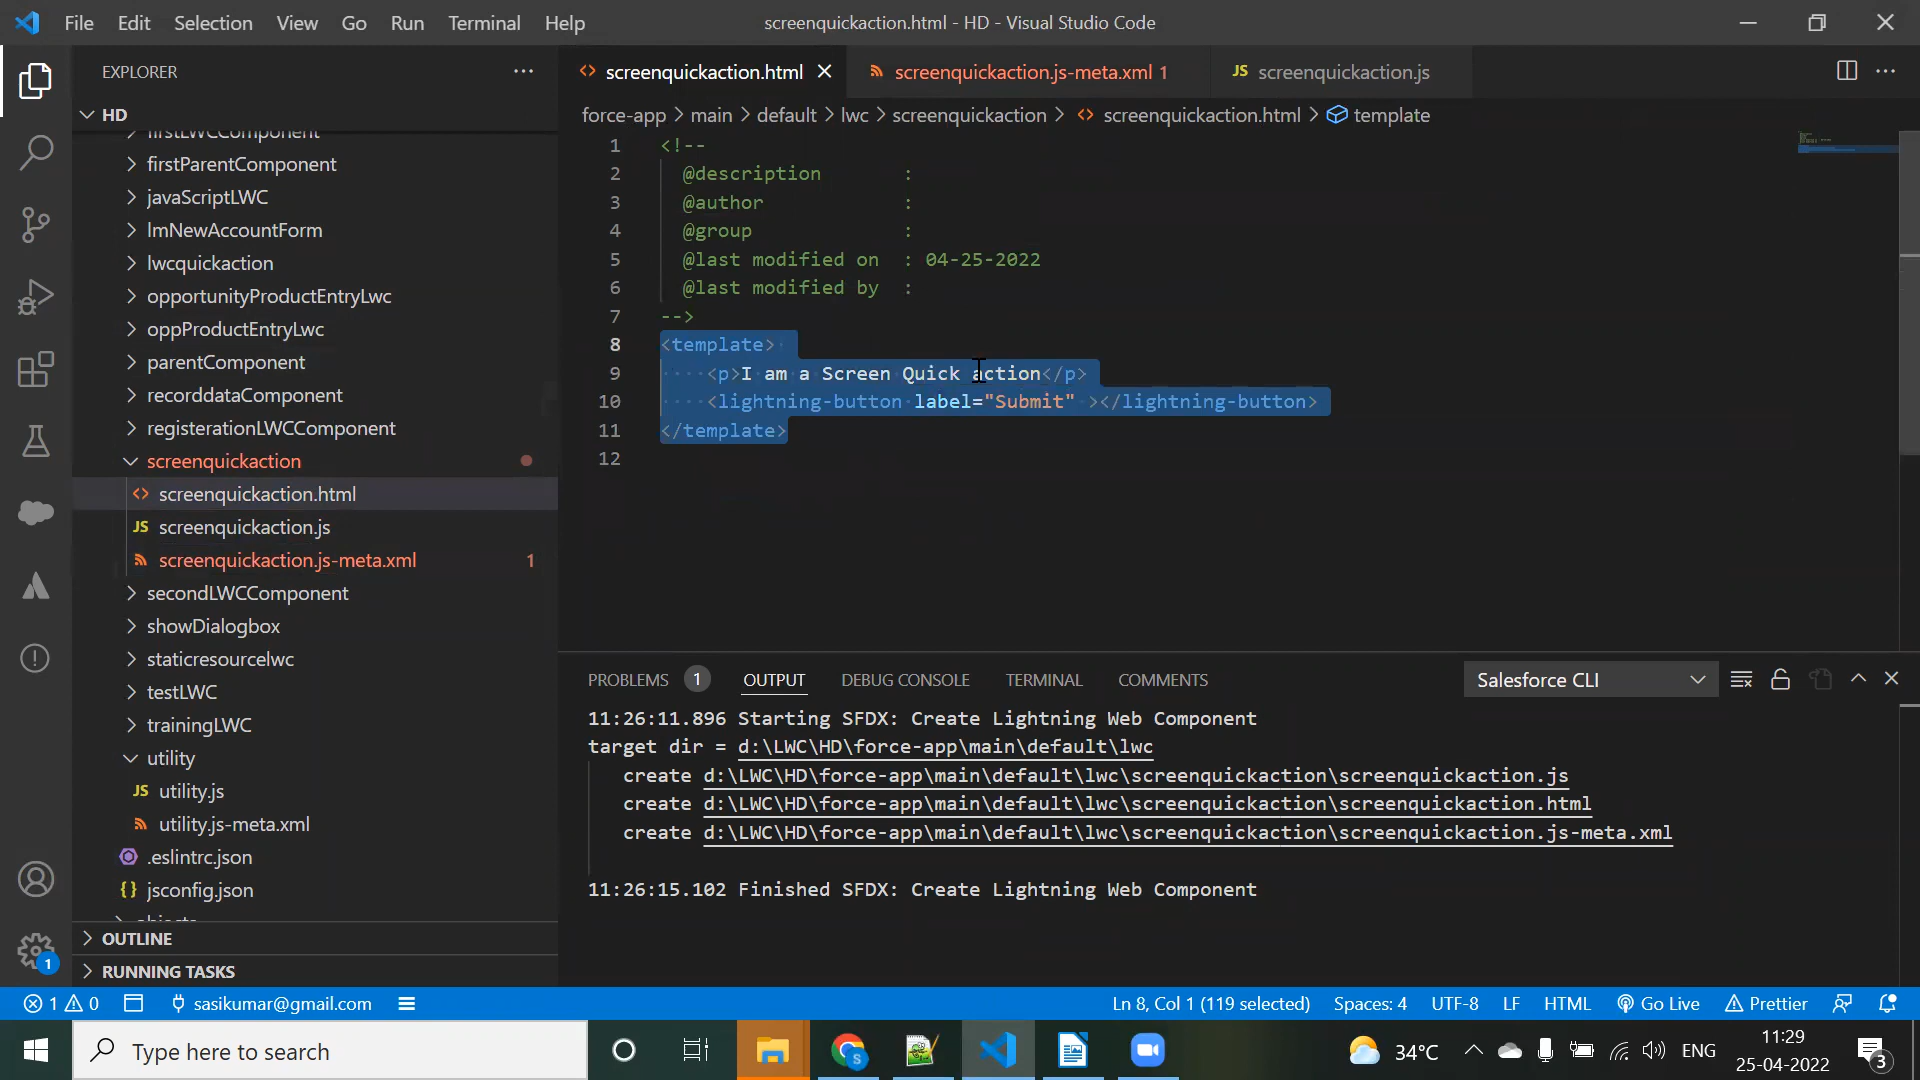 File Edit Selection View Go Run Terminal Help screenquickaction.html - HD - Visual Studio Code
EXPLORER
screenquickaction.html screenquickaction.js-meta.xml 1 JS screenquickaction.js
HD
force-app > main > default > lwc > screenquickaction > screenquickaction.html > template
firstLWCComponent
firstParentComponent
javaScriptLWC
lmNewAccountForm
lwcquickaction
opportunityProductEntryLwc
oppProductEntryLwc
parentComponent
recorddataComponent
registerationLWCComponent
screenquickaction
screenquickaction.html
JS screenquickaction.js
screenquickaction.js-meta.xml 1
secondLWCComponent
showDialogbox
staticresourcelwc
testLWC
trainingLWC
utility
JS utility.js
utility.js-meta.xml
.eslintrc.json
{} jsconfig.json
objects
OUTLINE
RUNNING TASKS
1 <!--
2 @description :
3 @author :
4 @group :
5 @last modified on : 04-25-2022
6 @last modified by :
7 -->
8 <template>
9 <p>I am a Screen Quick action</p>
10 <lightning-button label="Submit" ></lightning-button>
11 </template>
12
PROBLEMS 1 OUTPUT DEBUG CONSOLE TERMINAL COMMENTS Salesforce CLI
11:26:11.896 Starting SFDX: Create Lightning Web Component
target dir = d:\LWC\HD\force-app\main\default\lwc
create d:\LWC\HD\force-app\main\default\lwc\screenquickaction\screenquickaction.js
create d:\LWC\HD\force-app\main\default\lwc\screenquickaction\screenquickaction.html
create d:\LWC\HD\force-app\main\default\lwc\screenquickaction\screenquickaction.js-meta.xml
11:26:15.102 Finished SFDX: Create Lightning Web Component
1
1 0 sasikumar@gmail.com Ln 8, Col 1 (119 selected) Spaces: 4 UTF-8 LF HTML Go Live Prettier
Type here to search S 34°C ENG 11:29
25-04-2022 3